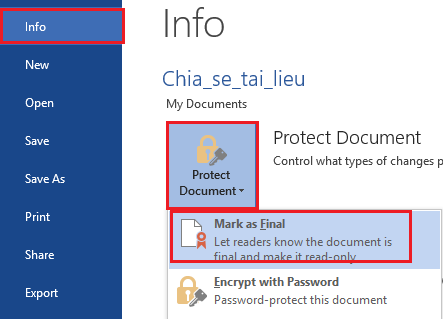 Info
New
Open
Save
Save As
Print
Share
Export
Info
Chia_se_tai_lieu
My Documents
Protect
Document
Protect Document
Control what types of changes p
Mark as Final
Let readers know the document is
final and make it read-only.
Encrypt with Password
Password-protect this document